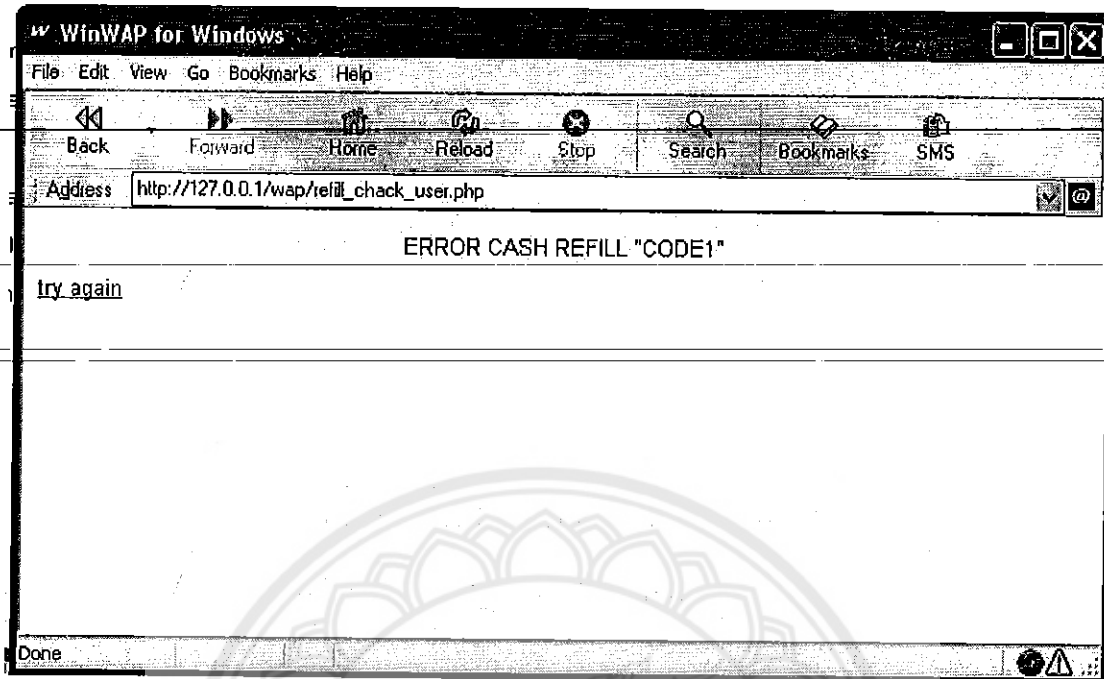 WinWAP for Windows
File Edit View Go Bookmarks Help
Back Forward Home Reload Stop Search Bookmarks SMS
Address http://127.0.0.1/wap/refill_chack_user.php
ERROR CASH REFILL "CODE1"
try again
Done